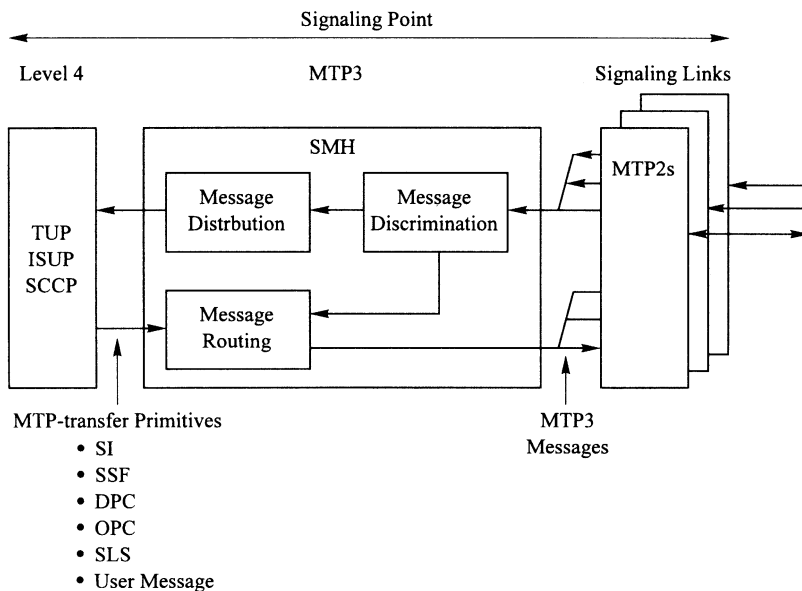 Signaling Point
Level 4
MTP3
Signaling Links
SMH
MTP2s
Message
Distrbution
Message
Discrimination
TUP
ISUP
SCCP
Message
Routing
MTP-transfer Primitives
• SI
• SSF
• DPC
• OPC
• SLS
• User Message
MTP3
Messages